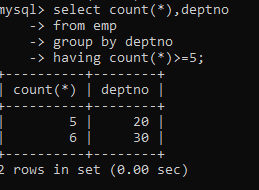 mysql> select count(*),deptno
    -> from emp
    -> group by deptno
    -> having count(*)>=5;
+----------+--------+
| count(*) | deptno |
+----------+--------+
|        5 |     20 |
|        6 |     30 |
+----------+--------+
2 rows in set (0.00 sec)